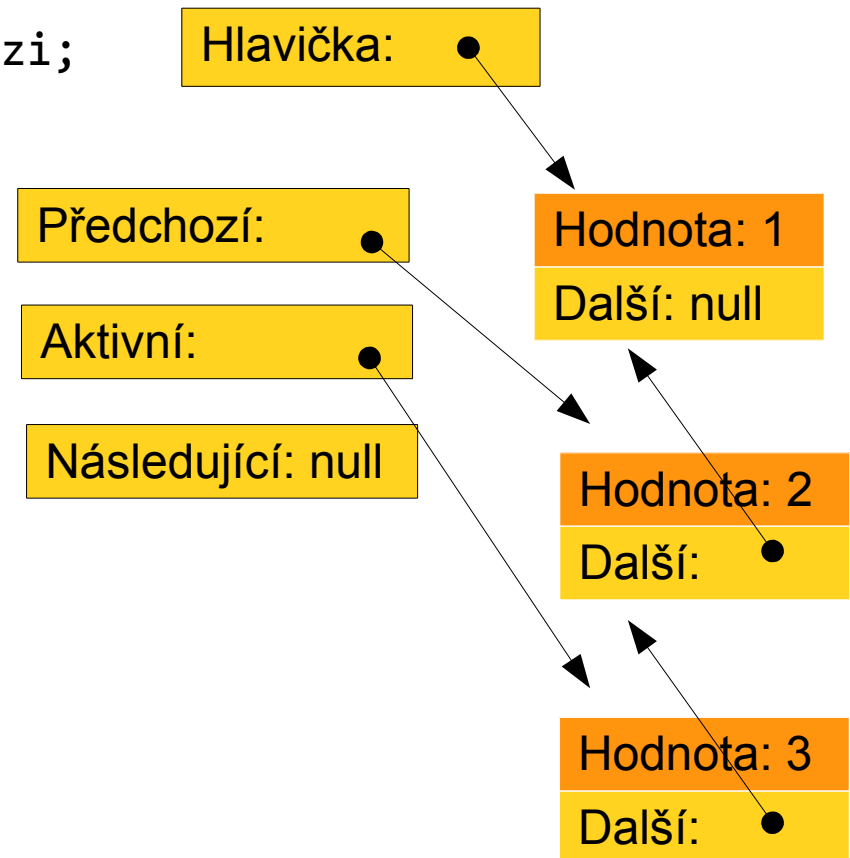 zi;
Hlavička:
Předchozí:
Aktivní:
Následující: null
Hodnota: 1
Další: null
Hodnota: 2
Další:
Hodnota: 3
Další: